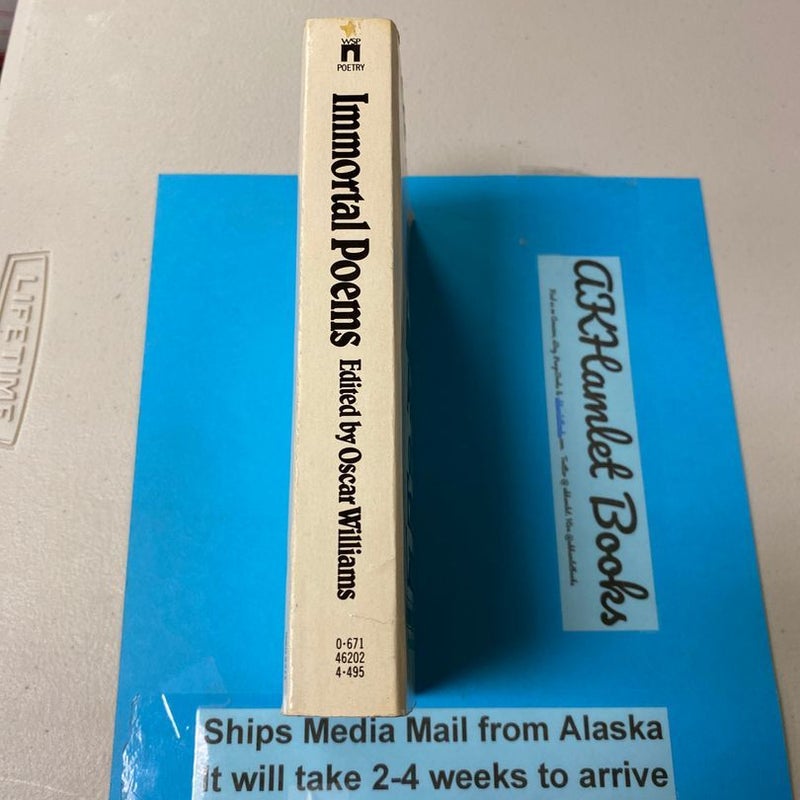 WSP
POETRY
Immortal Poems Edited by Oscar Williams
0-671
46202
4-495
LIFETIME
AKHamlet Books
Ships Media Mail from Alaska
It will take 2-4 weeks to arrive